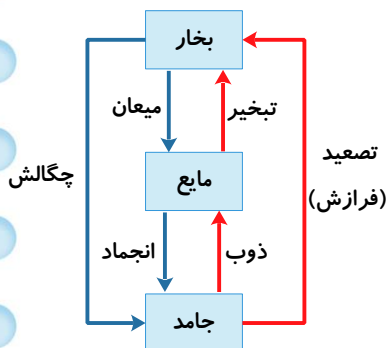 بخار
میعان
تبخیر
تصعید
(فرازش)
چگالش
مایع
انجماد
ذوب
جامد